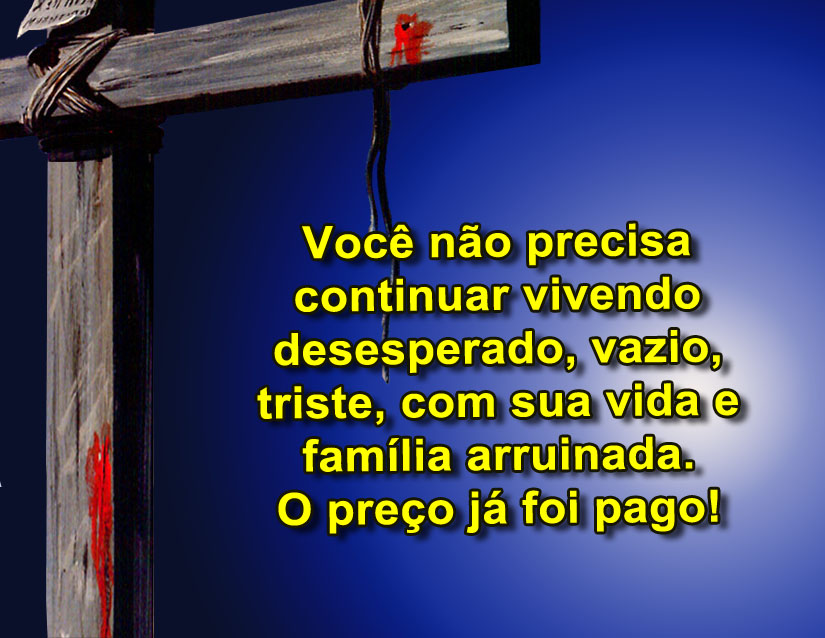 Você não precisa
continuar vivendo
desesperado, vazio,
triste, com sua vida e
família arruinada.
O preço já foi pago!